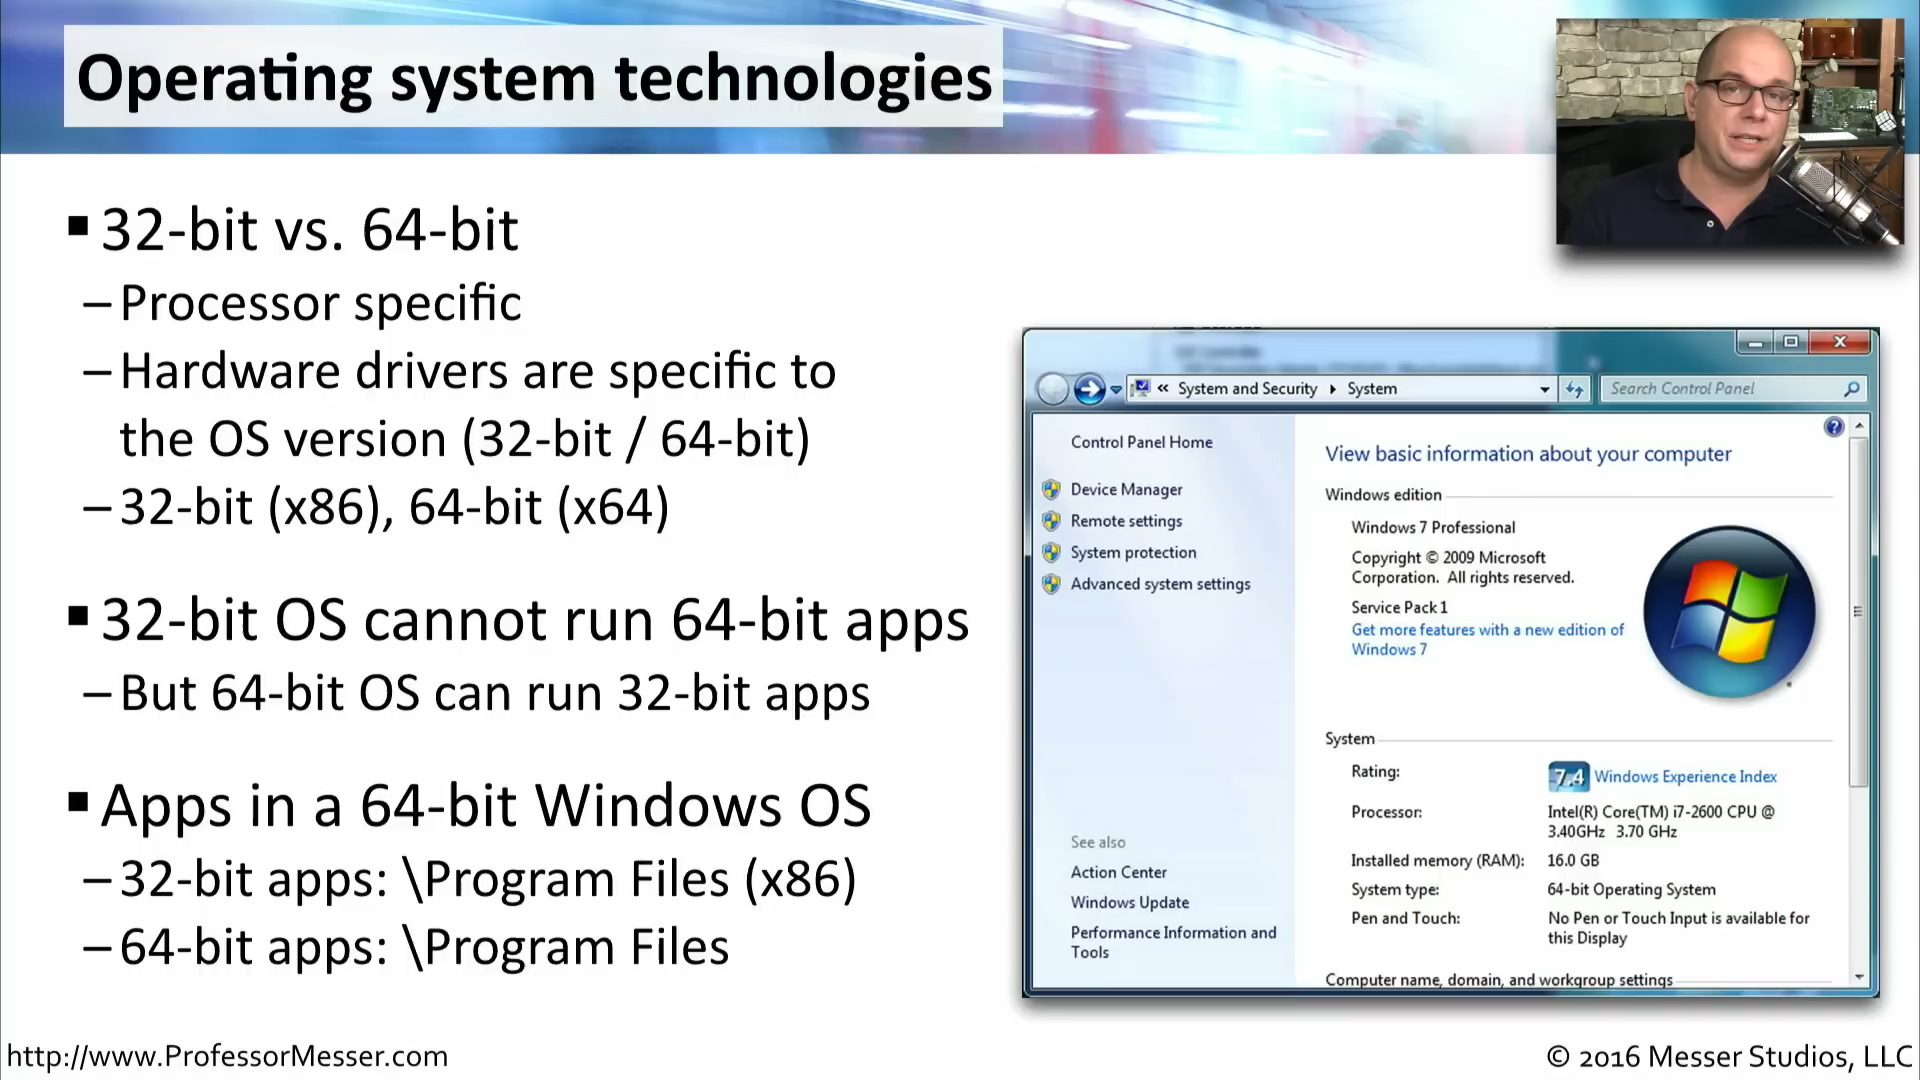 Operating system technologies
▪ 32-bit vs. 64-bit
– Processor specific
– Hardware drivers are specific to
the OS version (32-bit / 64-bit)
– 32-bit (x86), 64-bit (x64)
▪ 32-bit OS cannot run 64-bit apps
– But 64-bit OS can run 32-bit apps
▪ Apps in a 64-bit Windows OS
– 32-bit apps: \Program Files (x86)
– 64-bit apps: \Program Files
« System and Security ▸ System
Search Control Panel
Control Panel Home
Device Manager
Remote settings
System protection
Advanced system settings
See also
Action Center
Windows Update
Performance Information and
Tools
View basic information about your computer
Windows edition
Windows 7 Professional
Copyright © 2009 Microsoft
Corporation. All rights reserved.
Service Pack 1
Get more features with a new edition of
Windows 7
System
Rating: 7.4 Windows Experience Index
Processor: Intel(R) Core(TM) i7-2600 CPU @
3.40GHz 3.70 GHz
Installed memory (RAM): 16.0 GB
System type: 64-bit Operating System
Pen and Touch: No Pen or Touch Input is available for
this Display
Computer name, domain, and workgroup settings
http://www.ProfessorMesser.com
© 2016 Messer Studios, LLC